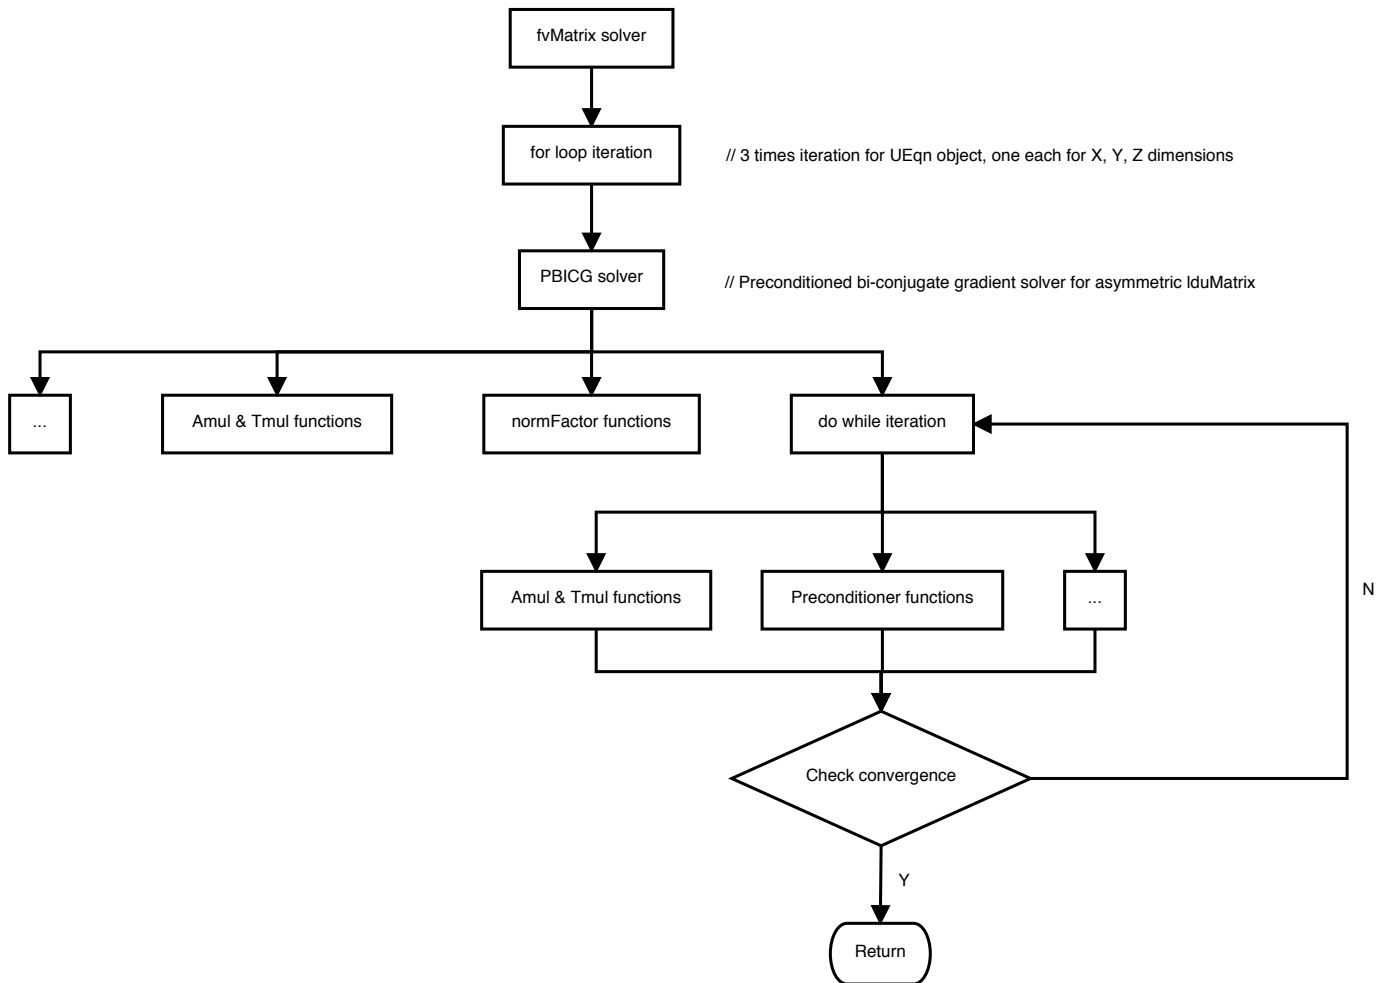 fvMatrix solver
for loop iteration
// 3 times iteration for UEqn object, one each for X, Y, Z dimensions
PBICG solver
// Preconditioned bi-conjugate gradient solver for asymmetric lduMatrix
...
Amul & Tmul functions
normFactor functions
do while iteration
Amul & Tmul functions
Preconditioner functions
...
N
Check convergence
Y
Return